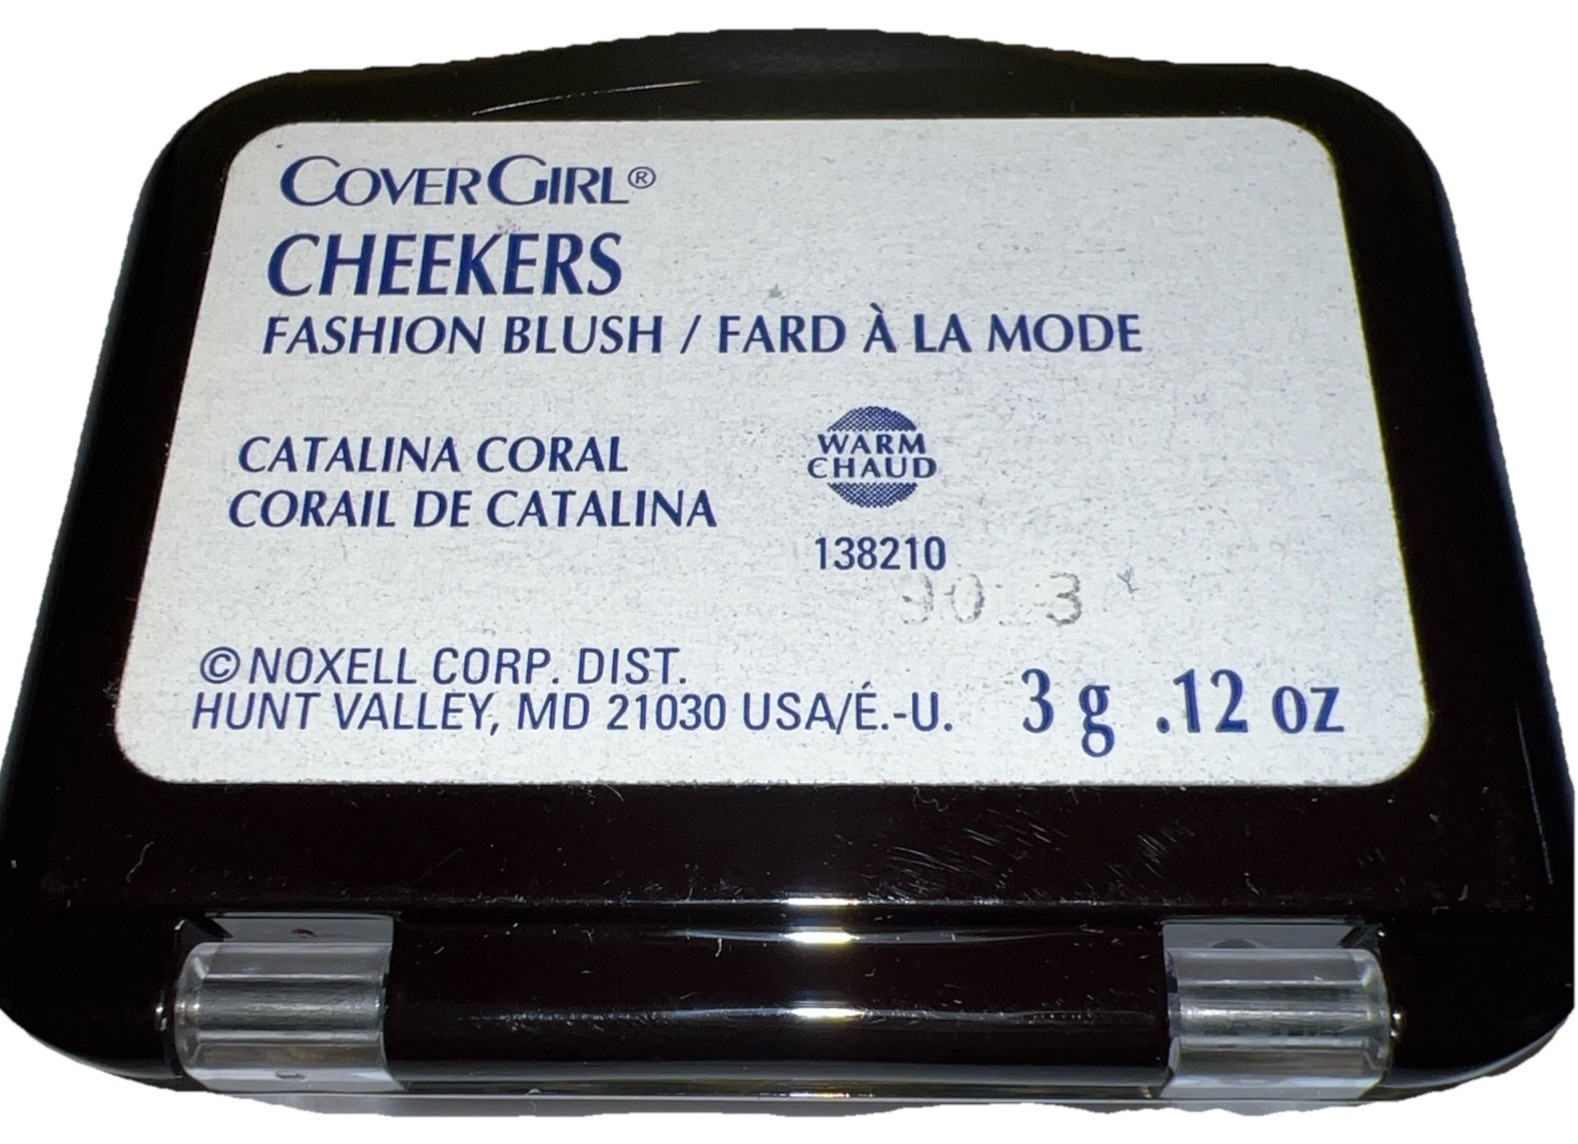 COVERGIRL®
CHEEKERS
FASHION BLUSH / FARD À LA MODE
CATALINA CORAL
CORAIL DE CATALINA
WARM
CHAUD
138210
© NOXELL CORP. DIST.
HUNT VALLEY, MD 21030 USA/É.-U.
3 g .12 oz